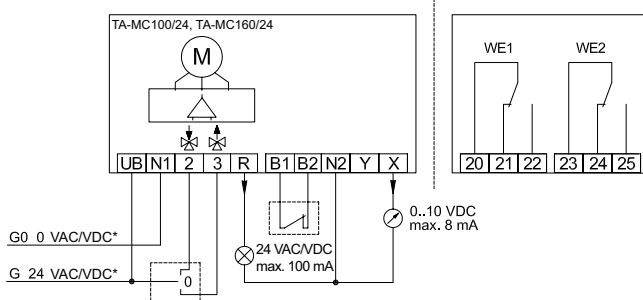 TA-MC100/24, TA-MC160/24
M
WE1 WE2
UB N1 2 3 R B1 B2 N2 Y X
20 21 22 23 24 25
0..10 VDC
max. 8 mA
G0 0 VAC/VDC*
24 VAC/VDC
max. 100 mA
G 24 VAC/VDC*
0